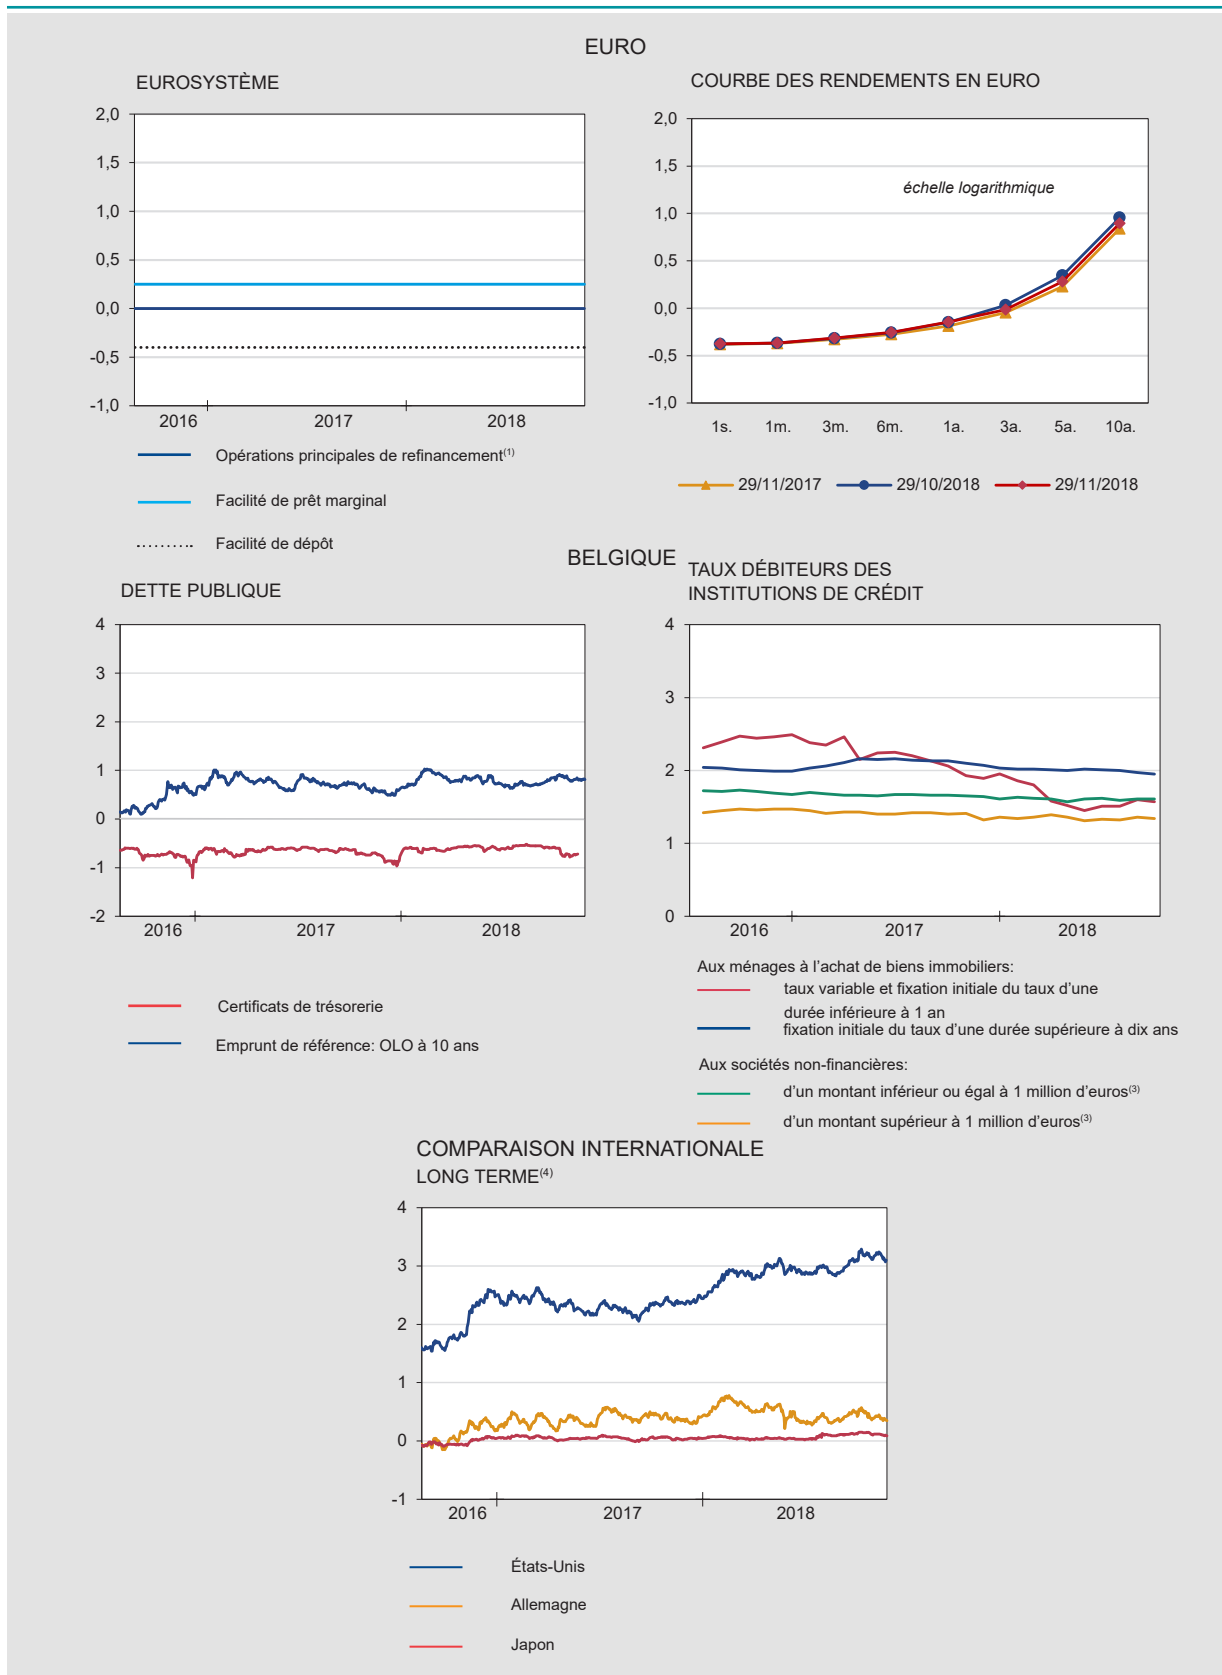 EURO
EUROSYSTÈME
2,0
1,5
1,0
0,5
0,0
-0,5
-1,0
2016 2017 2018
Opérations principales de refinancement(1)
Facilité de prêt marginal
Facilité de dépôt
COURBE DES RENDEMENTS EN EURO
2,0
1,5
1,0
0,5
0,0
-0,5
-1,0
échelle logarithmique
1s. 1m. 3m. 6m. 1a. 3a. 5a. 10a.
29/11/2017 29/10/2018 29/11/2018
BELGIQUE
DETTE PUBLIQUE
4
3
2
1
0
-1
-2
2016 2017 2018
Certificats de trésorerie
Emprunt de référence: OLO à 10 ans
TAUX DÉBITEURS DES
INSTITUTIONS DE CRÉDIT
4
3
2
1
0
2016 2017 2018
Aux ménages à l’achat de biens immobiliers:
taux variable et fixation initiale du taux d’une
durée inférieure à 1 an
fixation initiale du taux d’une durée supérieure à dix ans
Aux sociétés non-financières:
d’un montant inférieur ou égal à 1 million d’euros(3)
d’un montant supérieur à 1 million d’euros(3)
COMPARAISON INTERNATIONALE
LONG TERME(4)
4
3
2
1
0
-1
2016 2017 2018
États-Unis
Allemagne
Japon